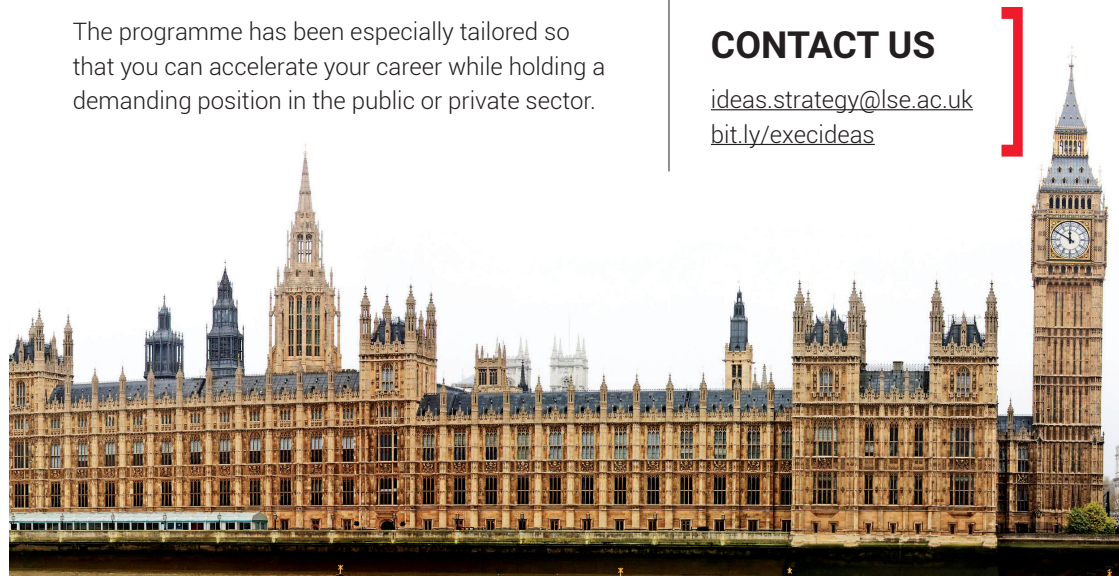 The programme has been especially tailored so
that you can accelerate your career while holding a
demanding position in the public or private sector.
CONTACT US
ideas.strategy@lse.ac.uk
bit.ly/execideas